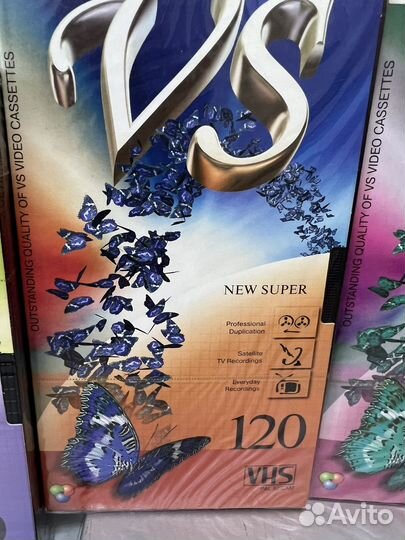 VS
OUTSTANDING QUALITY OF VS VIDEO CASSETTES
NEW SUPER
Professional
Duplication
Satellite
TV Recordings
Everyday
Recordings
120
VHS
OUTSTANDING QUALITY OF VS VIDEO CASSETTES
Avito